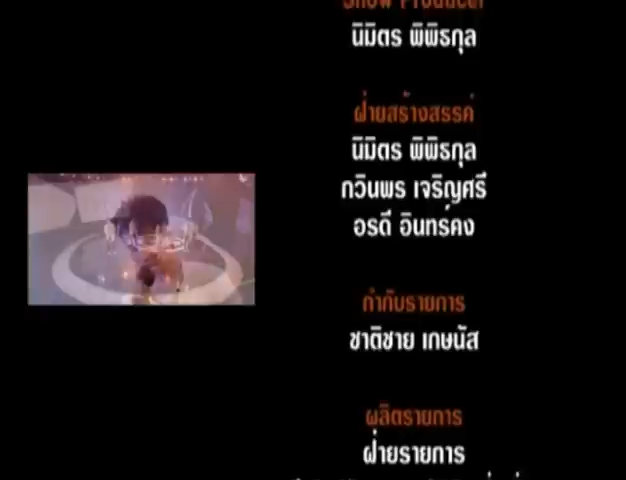 Show Producer
นิมิตร พิพิธกุล
ฝ่ายสร้างสรรค์
นิมิตร พิพิธกุล
กวินพร เจริญศรี
อรดี อินทร์คง
กำกับรายการ
ชาติชาย เกษนัส
ผลิตรายการ
ฝ่ายรายการ